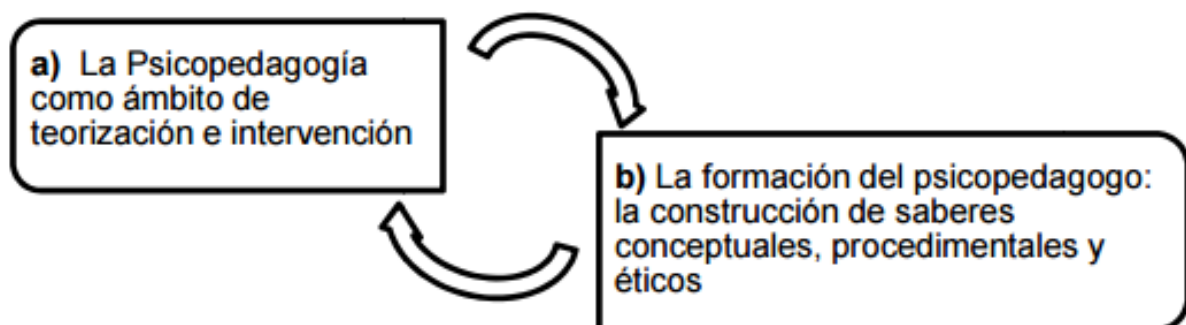 a) La Psicopedagogía
como ámbito de
teorización e intervención
b) La formación del psicopedagogo:
la construcción de saberes
conceptuales, procedimentales y
éticos